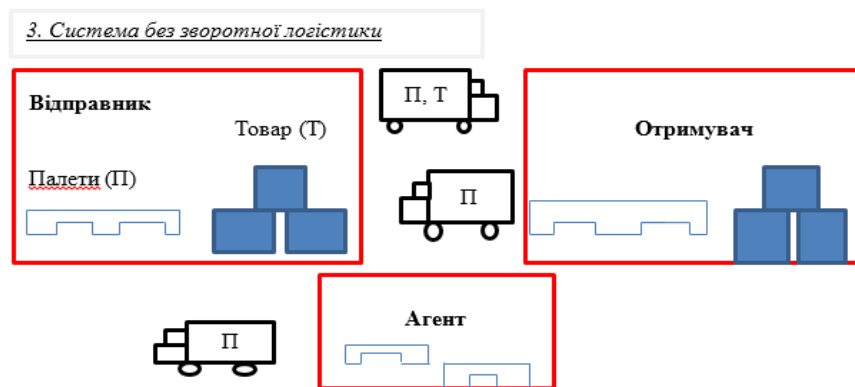 3. Система без зворотної логістики
Відправник
Товар (Т)
Палети (П)
П, Т
П
Отримувач
Агент
П